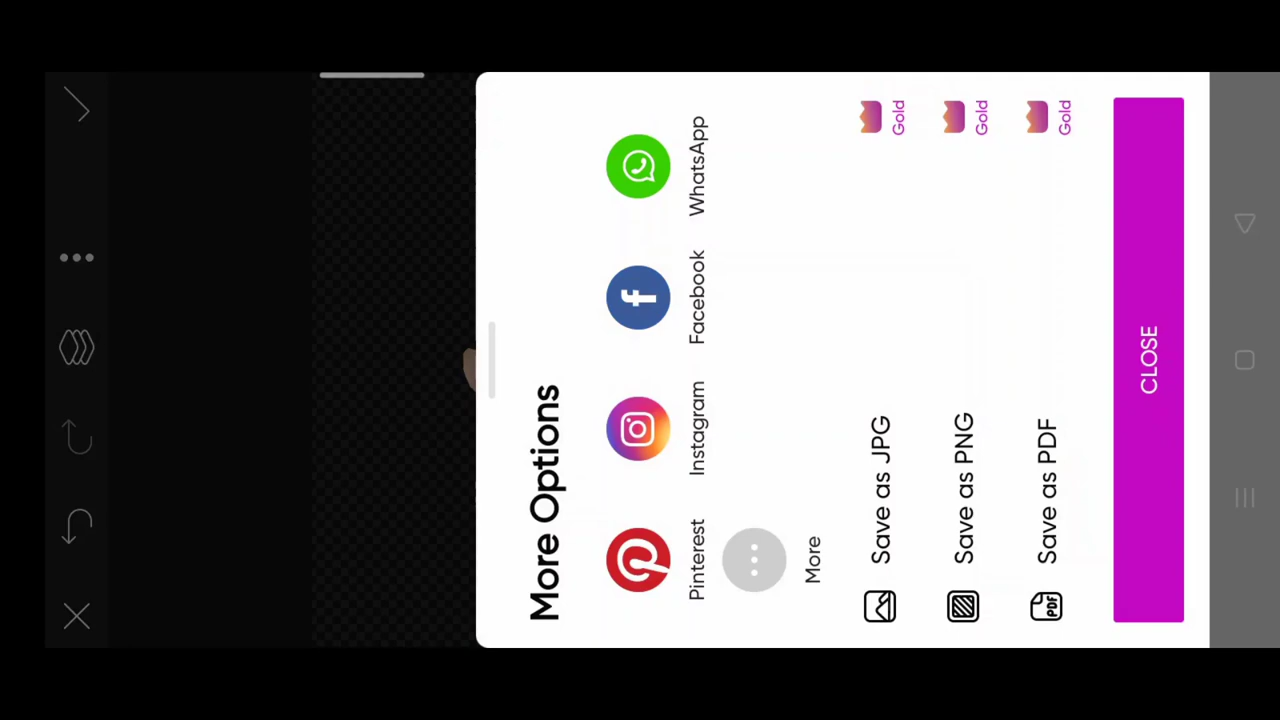 More Options
Pinterest
Instagram
Facebook
WhatsApp
More
Save as JPG
Gold
Save as PNG
Gold
PDF
Save as PDF
Gold
CLOSE